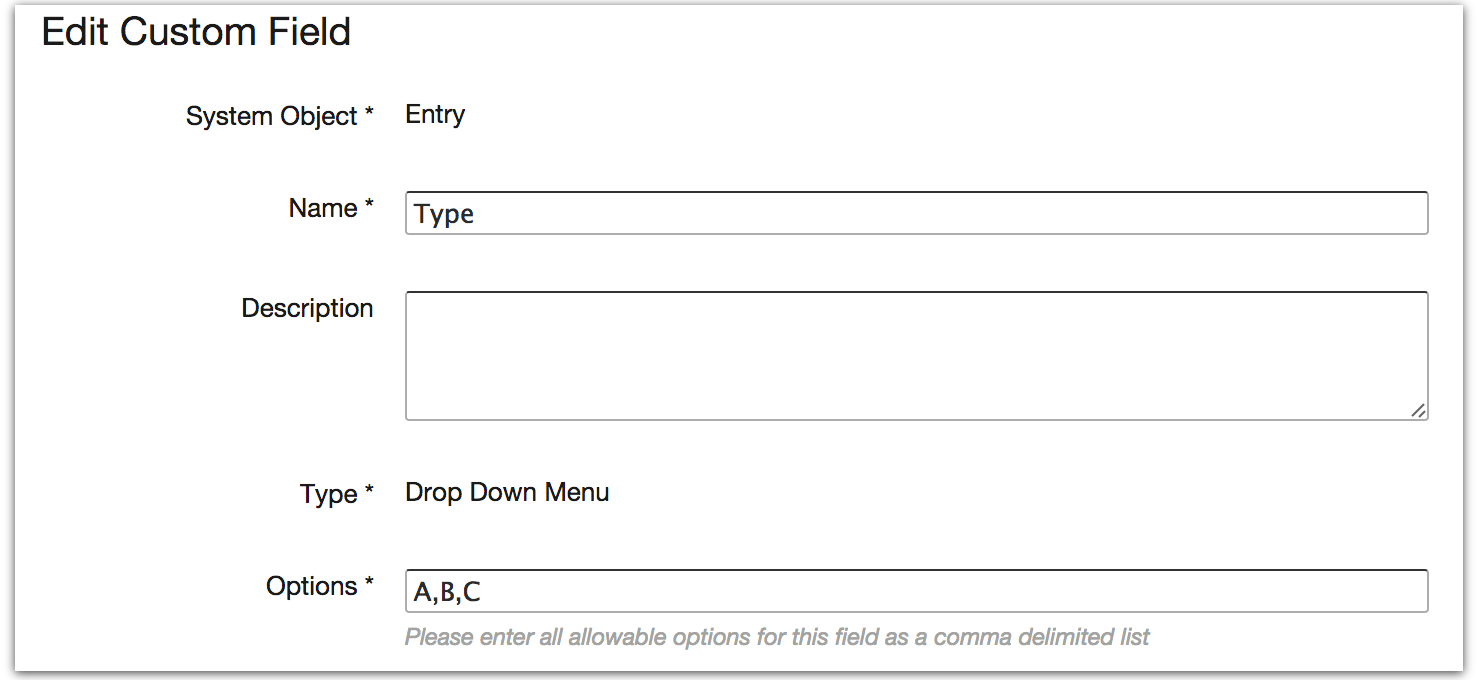 Edit Custom Field
System Object * Entry
Name * Type
Description
Type * Drop Down Menu
Options * A,B,C
Please enter all allowable options for this field as a comma delimited list